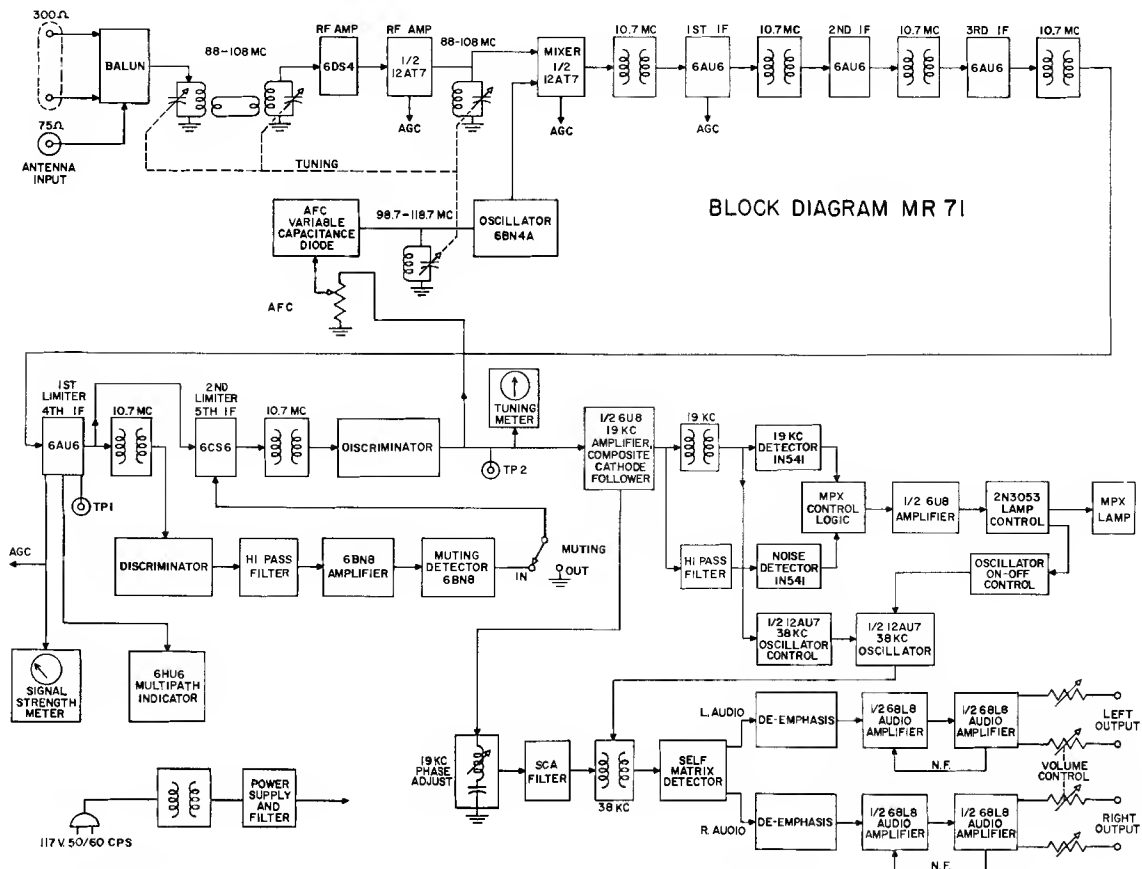 300Ω
BALUN
75Ω
ANTENNA
INPUT
88-108 MC
RF AMP
6DS4
RF AMP
1/2
12AT7
AGC
88-108 MC
MIXER
1/2
12AT7
AGC
10.7 MC
1ST IF
6AU6
AGC
10.7 MC
2ND IF
6AU6
10.7 MC
3RD IF
6AU6
10.7 MC
TUNING
AFC
VARIABLE
CAPACITANCE
DIODE
98.7-118.7 MC
OSCILLATOR
6BN4A
AFC
BLOCK DIAGRAM MR 71
1ST
LIMITER
4TH IF
6AU6
TP1
10.7 MC
2ND
LIMITER
5TH IF
6CS6
10.7 MC
DISCRIMINATOR
TUNING
METER
TP2
1/2 6U8
19 KC
AMPLIFIER,
COMPOSITE
CATHODE
FOLLOWER
19 KC
19 KC
DETECTOR
IN541
MPX
CONTROL
LOGIC
1/2 6U8
AMPLIFIER
2N3053
LAMP
CONTROL
MPX
LAMP
AGC
DISCRIMINATOR
HI PASS
FILTER
6BN8
AMPLIFIER
MUTING
DETECTOR
6BN8
IN
MUTING
OUT
HI PASS
FILTER
NOISE
DETECTOR
IN541
OSCILLATOR
ON-OFF
CONTROL
1/2 12AU7
38KC
OSCILLATOR
CONTROL
1/2 12AU7
38KC
OSCILLATOR
SIGNAL
STRENGTH
METER
6HU6
MULTIPATH
INDICATOR
19 KC
PHASE
ADJUST
SCA
FILTER
38 KC
SELF
MATRIX
DETECTOR
L. AUDIO
DE-EMPHASIS
1/2 6BL8
AUDIO
AMPLIFIER
1/2 6BL8
AUDIO
AMPLIFIER
N.F.
LEFT
OUTPUT
VOLUME
CONTROL
R. AUDIO
DE-EMPHASIS
1/2 6BL8
AUDIO
AMPLIFIER
1/2 6BL8
AUDIO
AMPLIFIER
N.F.
RIGHT
OUTPUT
117 V. 50/60 CPS
POWER
SUPPLY
AND
FILTER